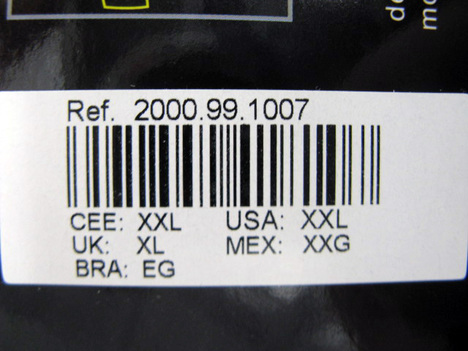 Ref. 2000.99.1007
CEE: XXL USA: XXL
UK: XL MEX: XXG
BRA: EG